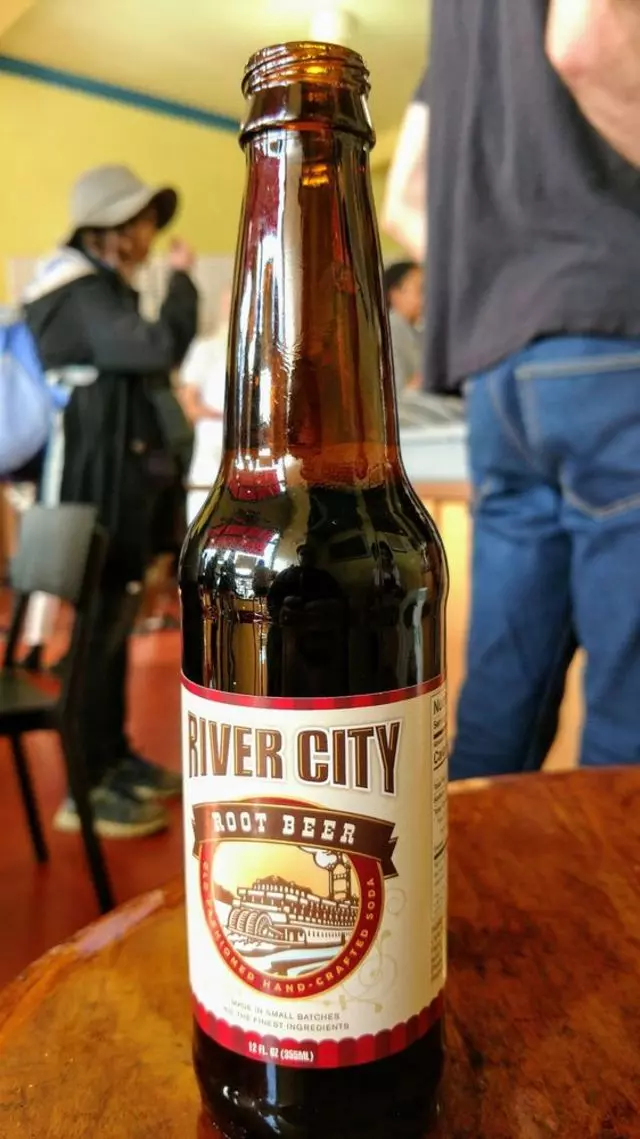 RIVER CITY
ROOT BEER
OLD FASHIONED HAND-CRAFTED SODA
MADE IN SMALL BATCHES
THE FINEST INGREDIENTS
12 FL. OZ (355ML)